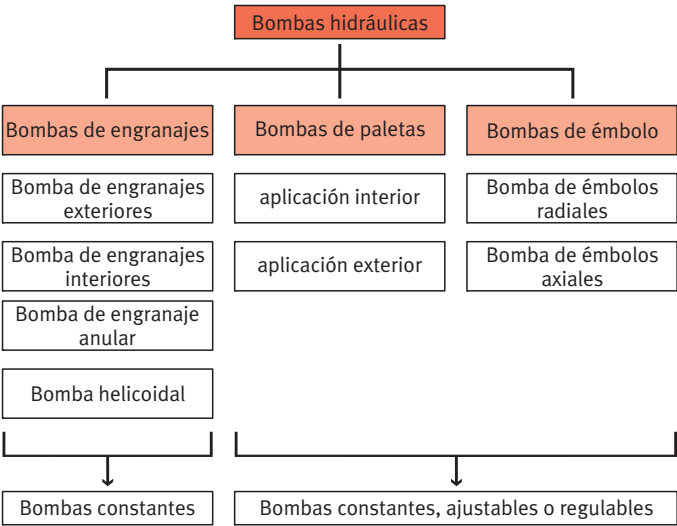 Bombas hidráulicas
Bombas de engranajes
Bombas de paletas
Bombas de émbolo
Bomba de engranajes
exteriores
aplicación interior
Bomba de émbolos
radiales
Bomba de engranajes
interiores
aplicación exterior
Bomba de émbolos
axiales
Bomba de engranaje
anular
Bomba helicoidal
Bombas constantes
Bombas constantes, ajustables o regulables